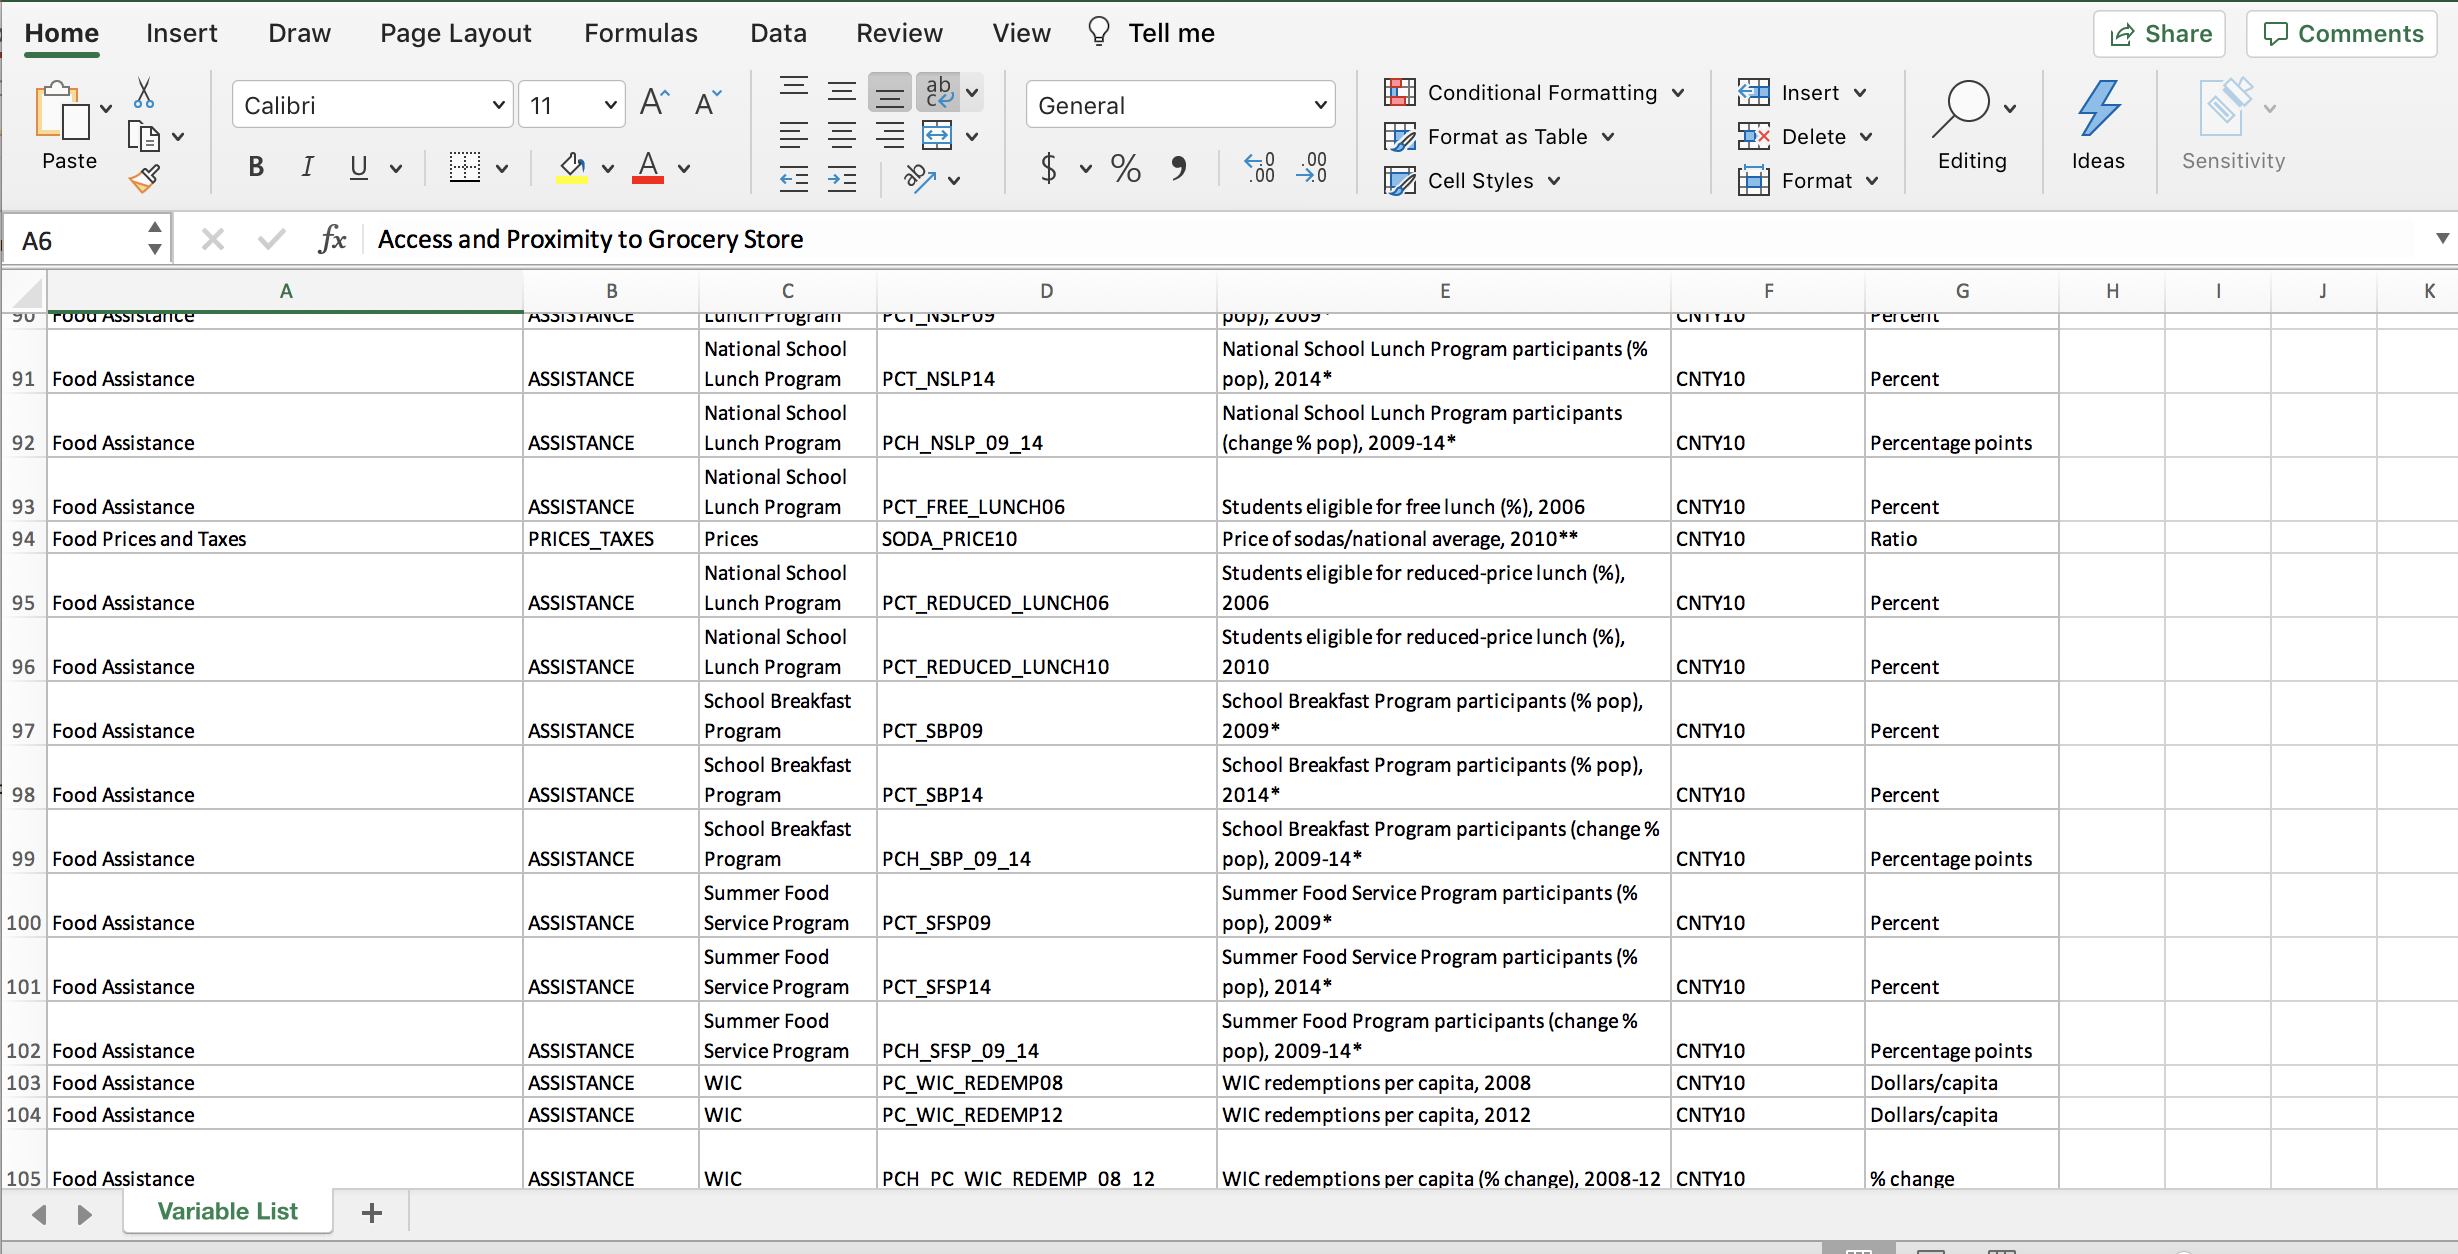 Home Insert Draw Page Layout Formulas Data Review View Tell me Share Comments
Calibri 11 ab General Conditional Formatting Insert
Format as Table Delete
Paste B I U A $ % Cell Styles Format Editing Ideas Sensitivity
A6 fx Access and Proximity to Grocery Store
A B C D E F G H I J K
90 Food Assistance ASSISTANCE Lunch Program PCT_NSLP09 pop), 2009* CNTY10 Percent
National School National School Lunch Program participants (%
91 Food Assistance ASSISTANCE Lunch Program PCT_NSLP14 pop), 2014* CNTY10 Percent
National School National School Lunch Program participants
92 Food Assistance ASSISTANCE Lunch Program PCH_NSLP_09_14 (change % pop), 2009-14* CNTY10 Percentage points
National School
93 Food Assistance ASSISTANCE Lunch Program PCT_FREE_LUNCH06 Students eligible for free lunch (%), 2006 CNTY10 Percent
94 Food Prices and Taxes PRICES_TAXES Prices SODA_PRICE10 Price of sodas/national average, 2010** CNTY10 Ratio
National School Students eligible for reduced-price lunch (%),
95 Food Assistance ASSISTANCE Lunch Program PCT_REDUCED_LUNCH06 2006 CNTY10 Percent
National School Students eligible for reduced-price lunch (%),
96 Food Assistance ASSISTANCE Lunch Program PCT_REDUCED_LUNCH10 2010 CNTY10 Percent
School Breakfast School Breakfast Program participants (% pop),
97 Food Assistance ASSISTANCE Program PCT_SBP09 2009* CNTY10 Percent
School Breakfast School Breakfast Program participants (% pop),
98 Food Assistance ASSISTANCE Program PCT_SBP14 2014* CNTY10 Percent
School Breakfast School Breakfast Program participants (change %
99 Food Assistance ASSISTANCE Program PCH_SBP_09_14 pop), 2009-14* CNTY10 Percentage points
Summer Food Summer Food Service Program participants (%
100 Food Assistance ASSISTANCE Service Program PCT_SFSP09 pop), 2009* CNTY10 Percent
Summer Food Summer Food Service Program participants (%
101 Food Assistance ASSISTANCE Service Program PCT_SFSP14 pop), 2014* CNTY10 Percent
Summer Food Summer Food Program participants (change %
102 Food Assistance ASSISTANCE Service Program PCH_SFSP_09_14 pop), 2009-14* CNTY10 Percentage points
103 Food Assistance ASSISTANCE WIC PC_WIC_REDEMP08 WIC redemptions per capita, 2008 CNTY10 Dollars/capita
104 Food Assistance ASSISTANCE WIC PC_WIC_REDEMP12 WIC redemptions per capita, 2012 CNTY10 Dollars/capita
105 Food Assistance ASSISTANCE WIC PCH_PC_WIC_REDEMP_08_12 WIC redemptions per capita (% change), 2008-12 CNTY10 % change
Variable List +